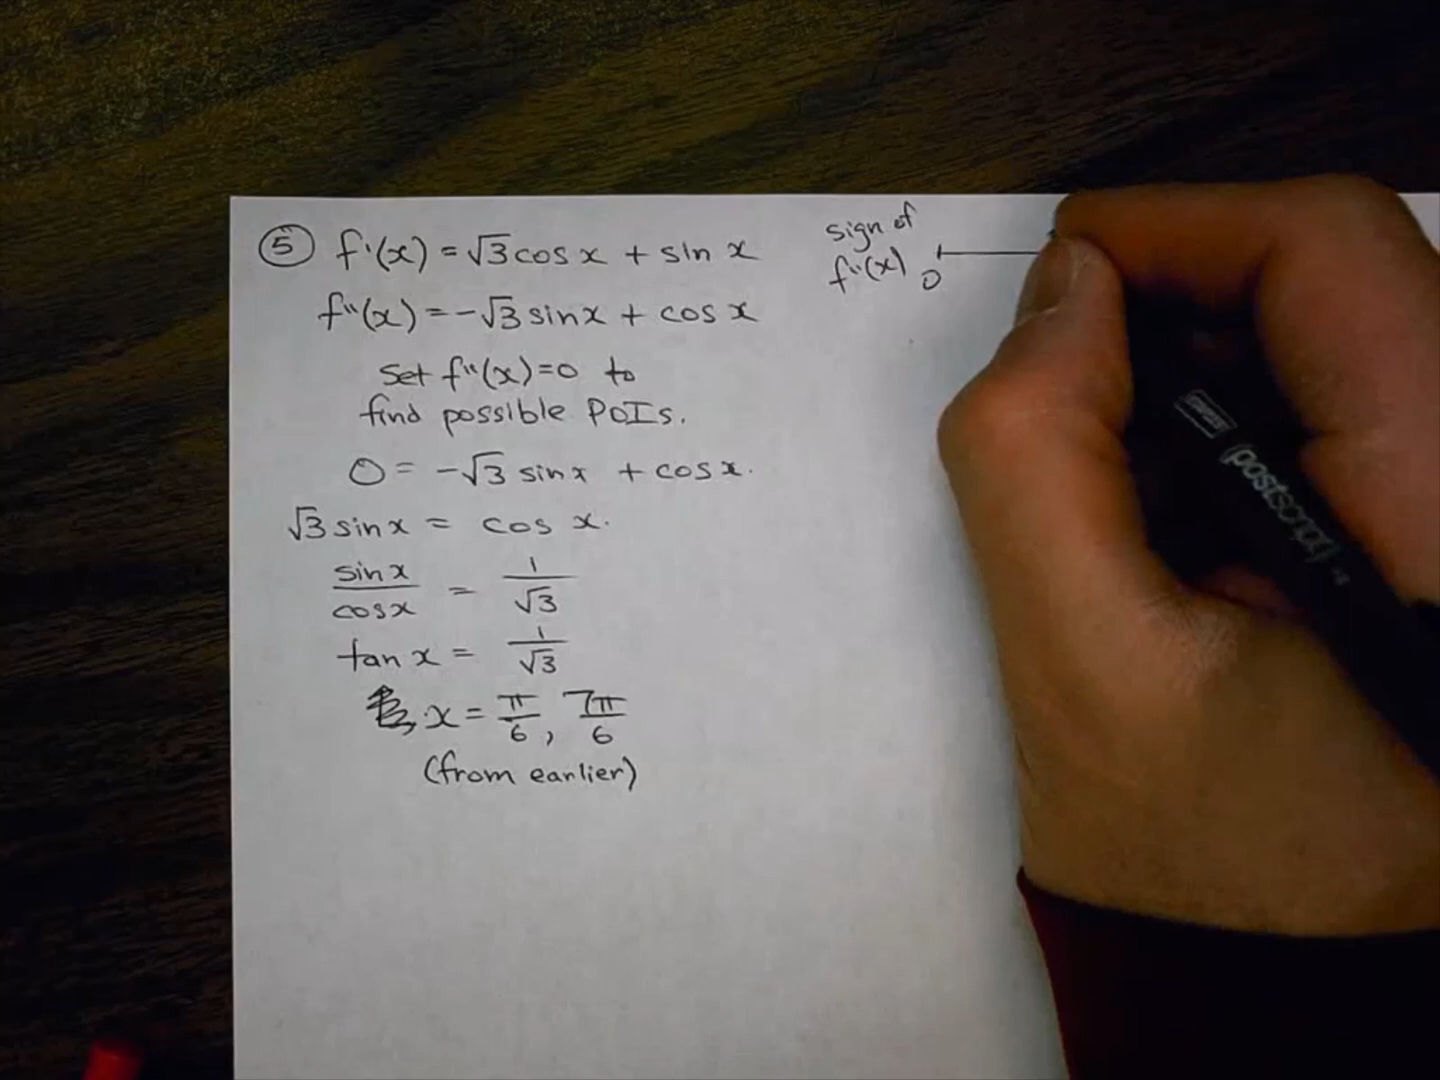 ⑤ f'(x) = √3 cos x + sin x
f''(x) = -√3 sin x + cos x
set f''(x)=0 to
find possible POIs.
0 = -√3 sin x + cos x.
√3 sin x = cos x.
sin x / cos x = 1/√3
tan x = 1/√3
x = π/6, 7π/6
(from earlier)
sign of
f''(x)
0
(postscript)